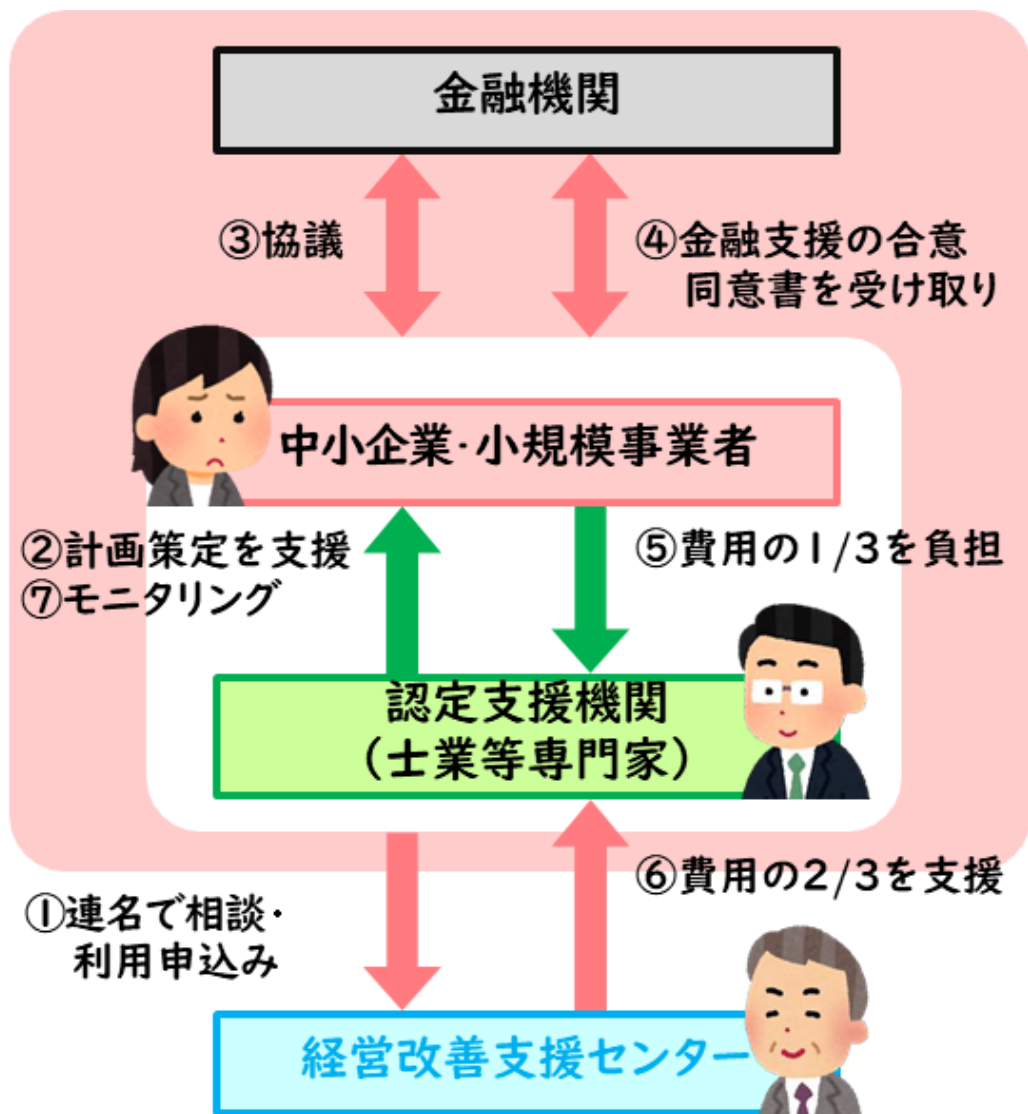 金融機関
③協議
④金融支援の合意
同意書を受け取り
中小企業・小規模事業者
②計画策定を支援
⑦モニタリング
⑤費用の1/3を負担
認定支援機関
（士業等専門家）
①連名で相談・
利用申込み
⑥費用の2/3を支援
経営改善支援センター